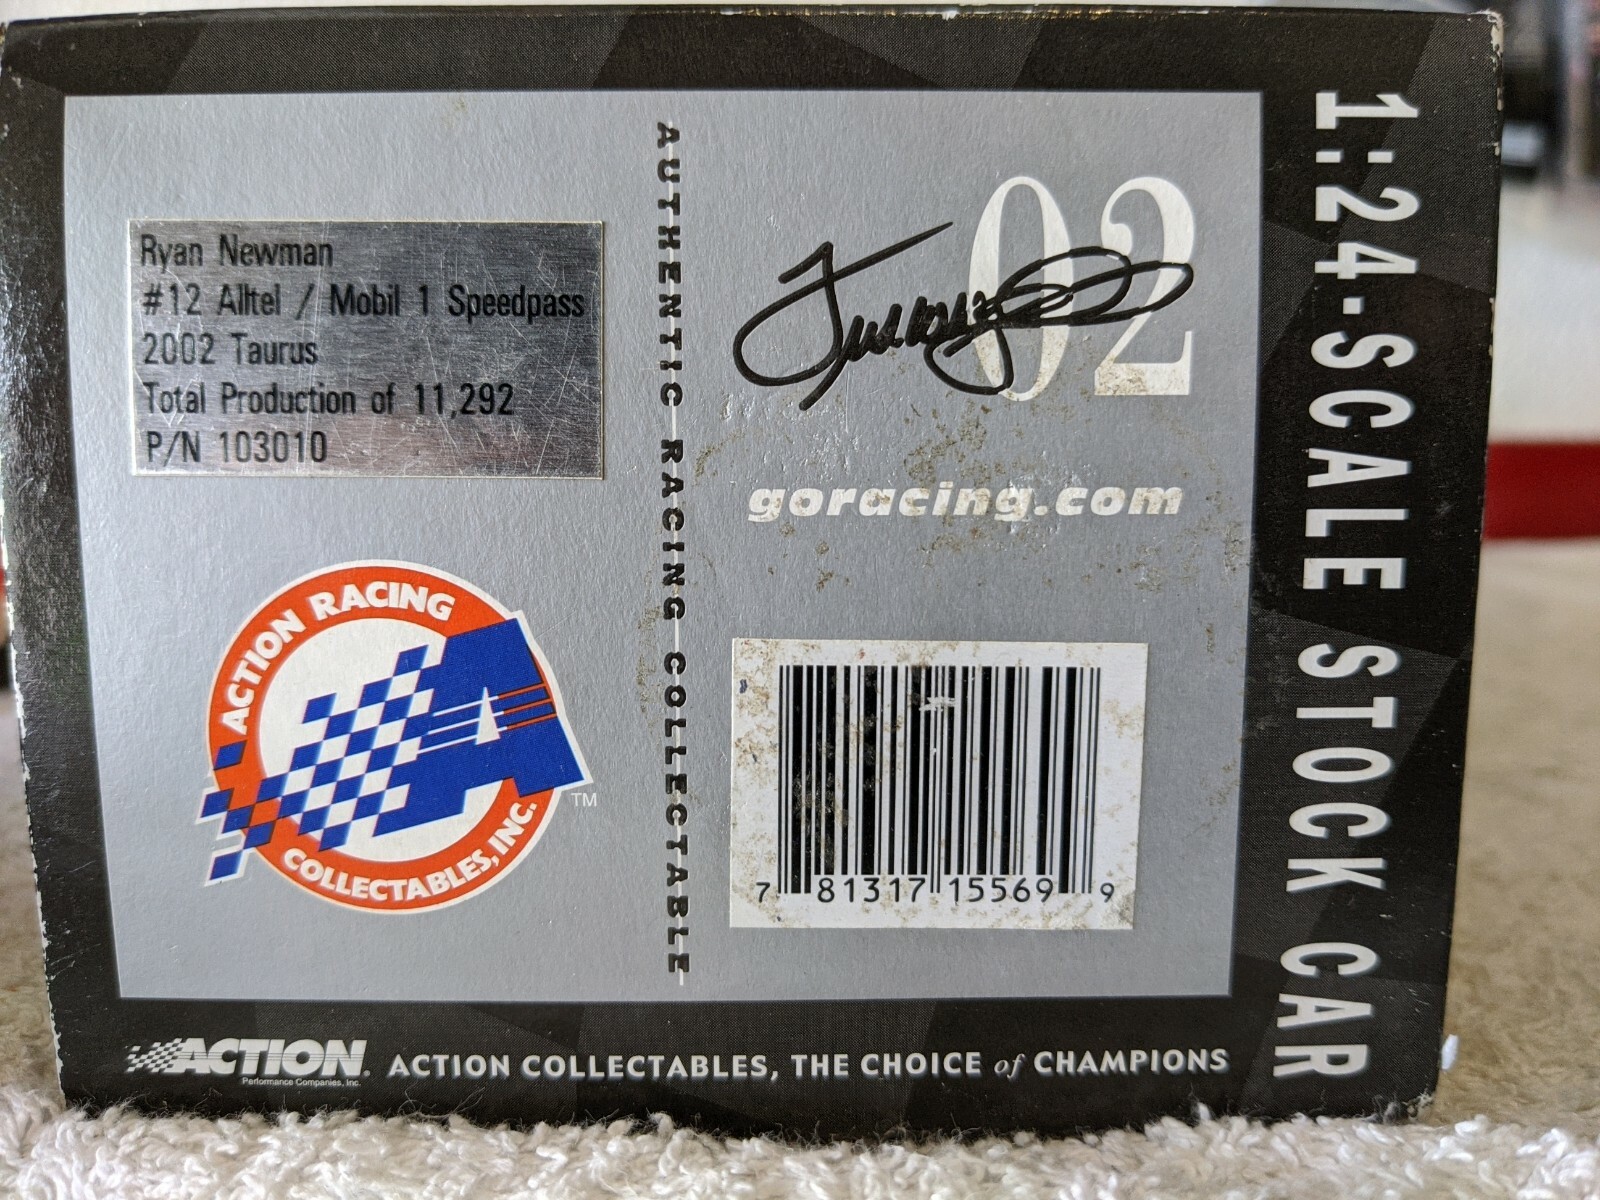 Ryan Newman
#12 Alltel / Mobil 1 Speedpass
2002 Taurus
Total Production of 11,292
P/N 103010
AUTHENTIC RACING COLLECTABLE
02
goracing.com
ACTION RACING
COLLECTABLES, INC.
TM
7 81317 15569 9
1:24-SCALE STOCK CAR
ACTION
Performance Companies, Inc.
ACTION COLLECTABLES, THE CHOICE of CHAMPIONS